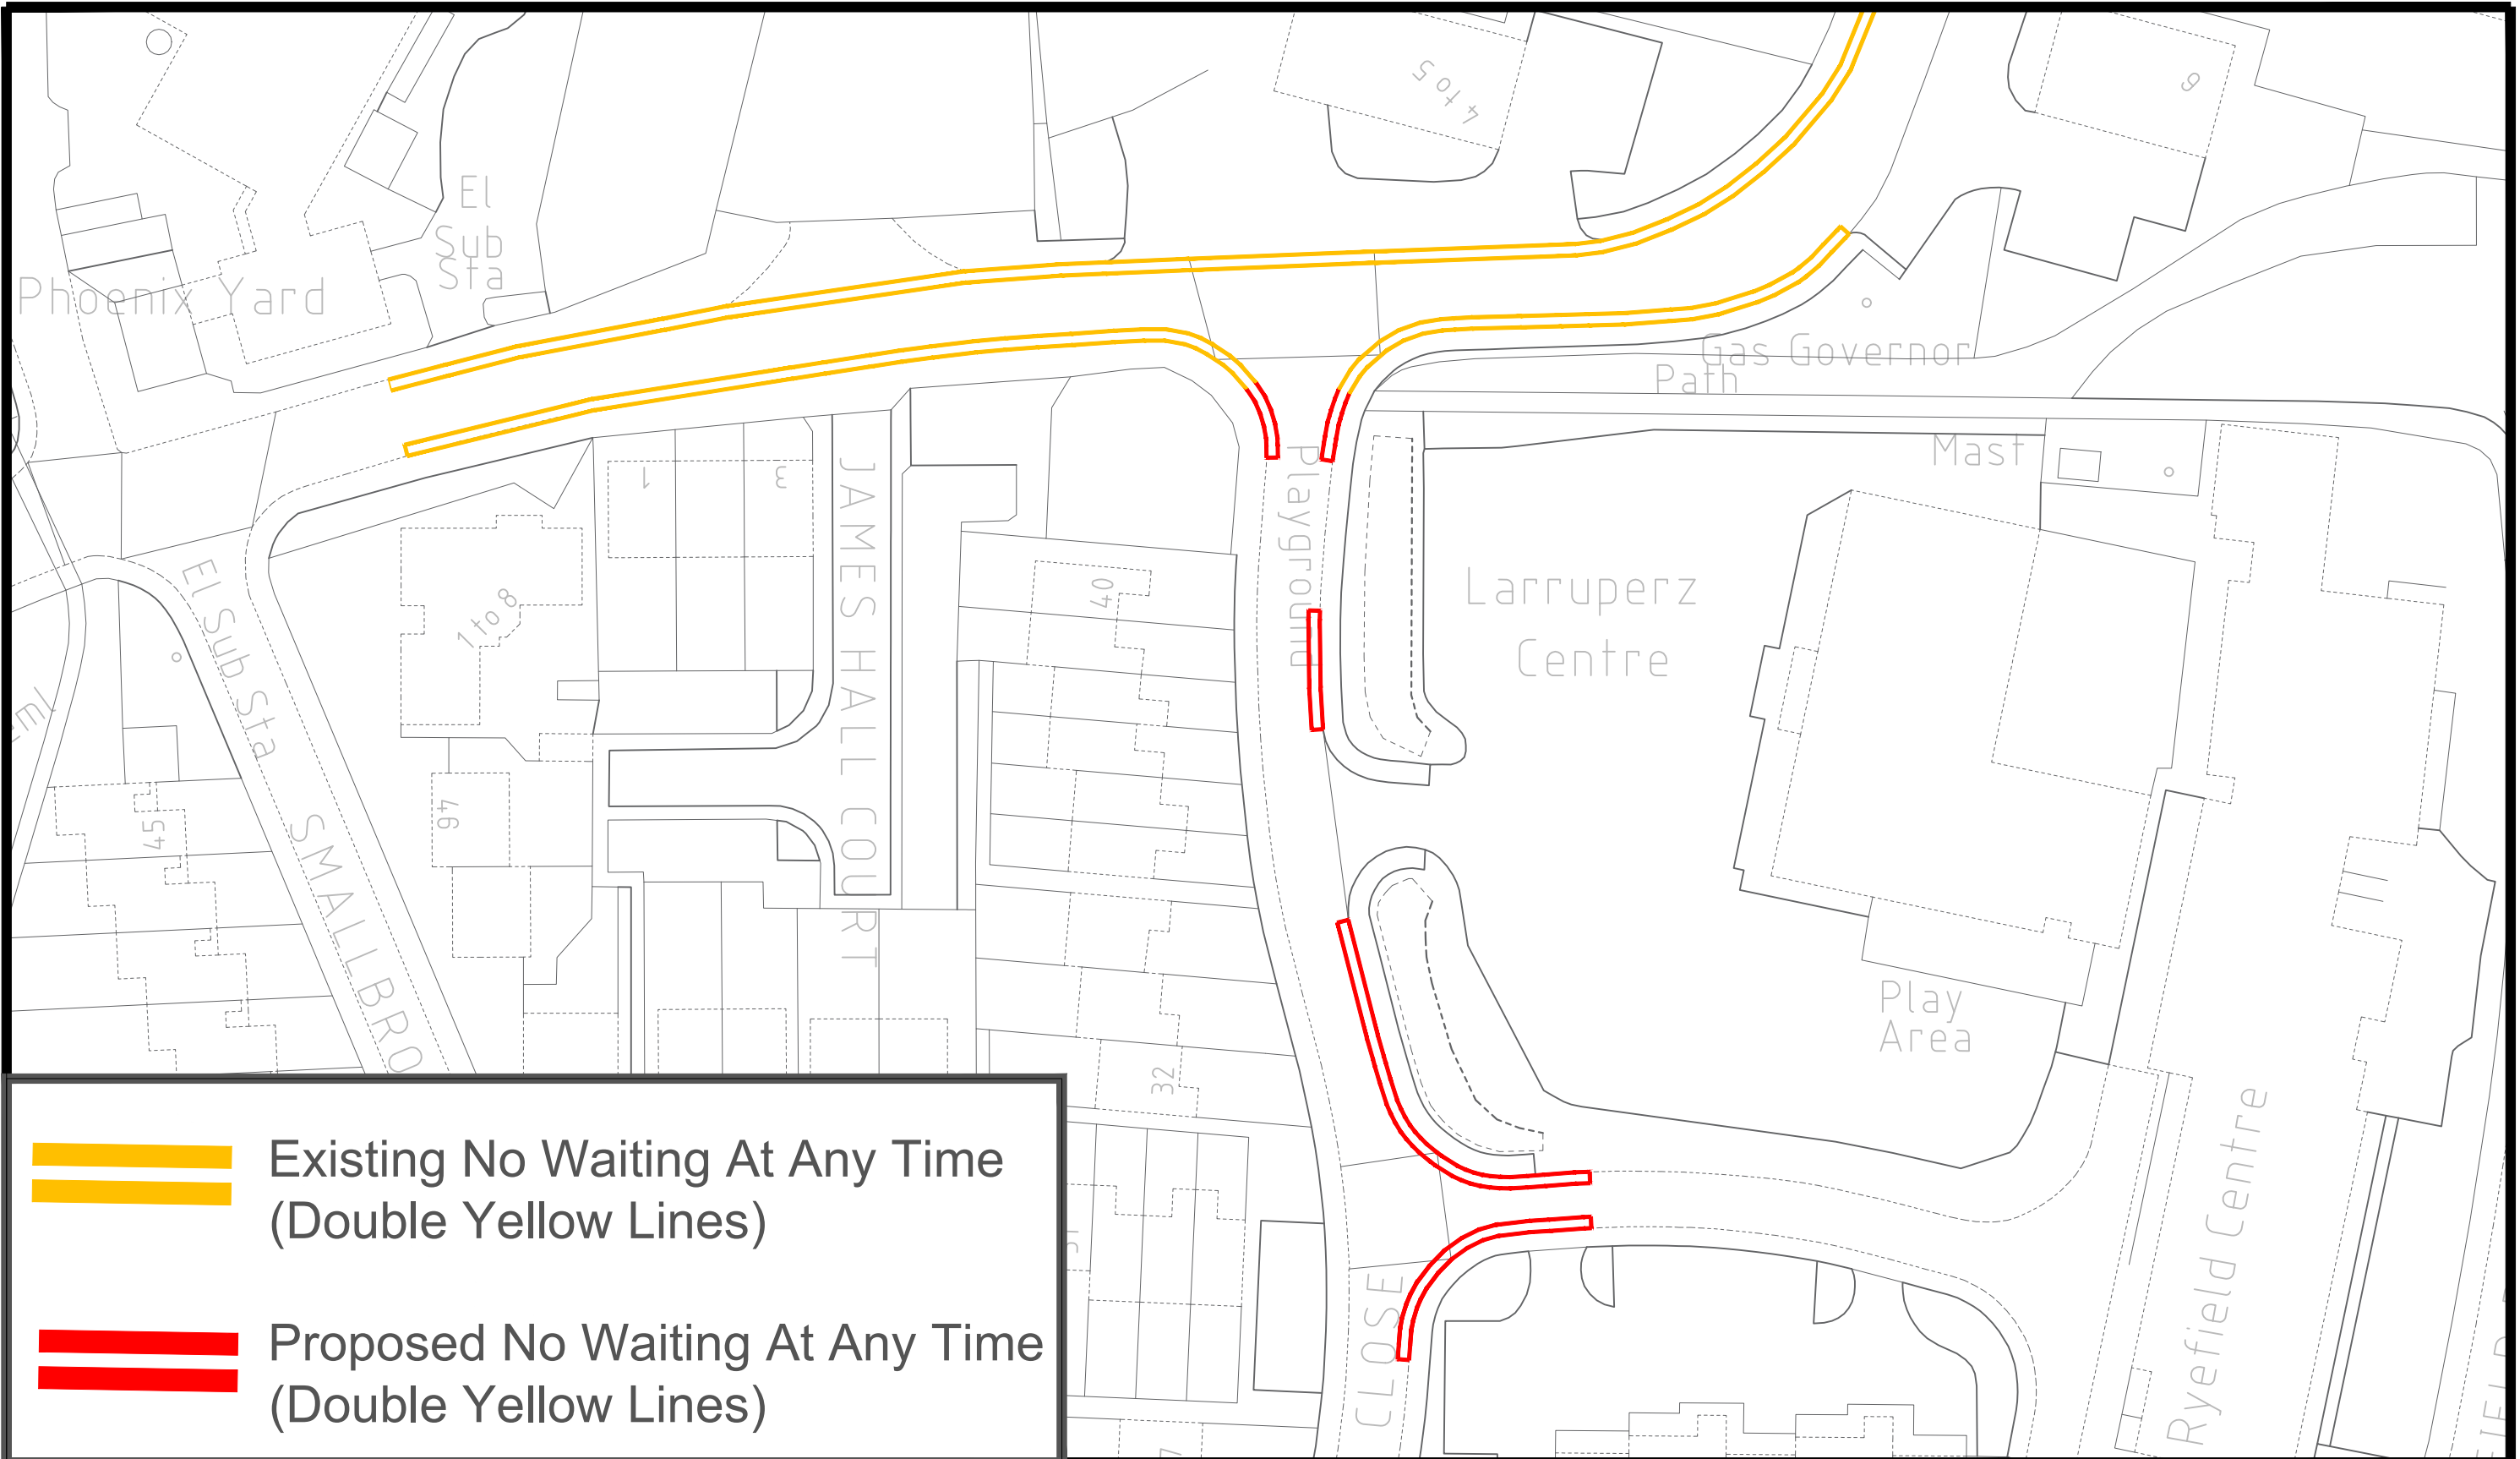 4 to 5
6
El
Sub
Sta
Phoenix Yard
Gas Governor
Path
Mast
1
3
JAMES HALL COURT
Playground
El Sub Sta
1 to 8
40
Larruperz
Centre
46
54
SMALLBRO
Play
Area
32
Ryefield Centre
CLOSE
Existing No Waiting At Any Time
(Double Yellow Lines)
Proposed No Waiting At Any Time
(Double Yellow Lines)